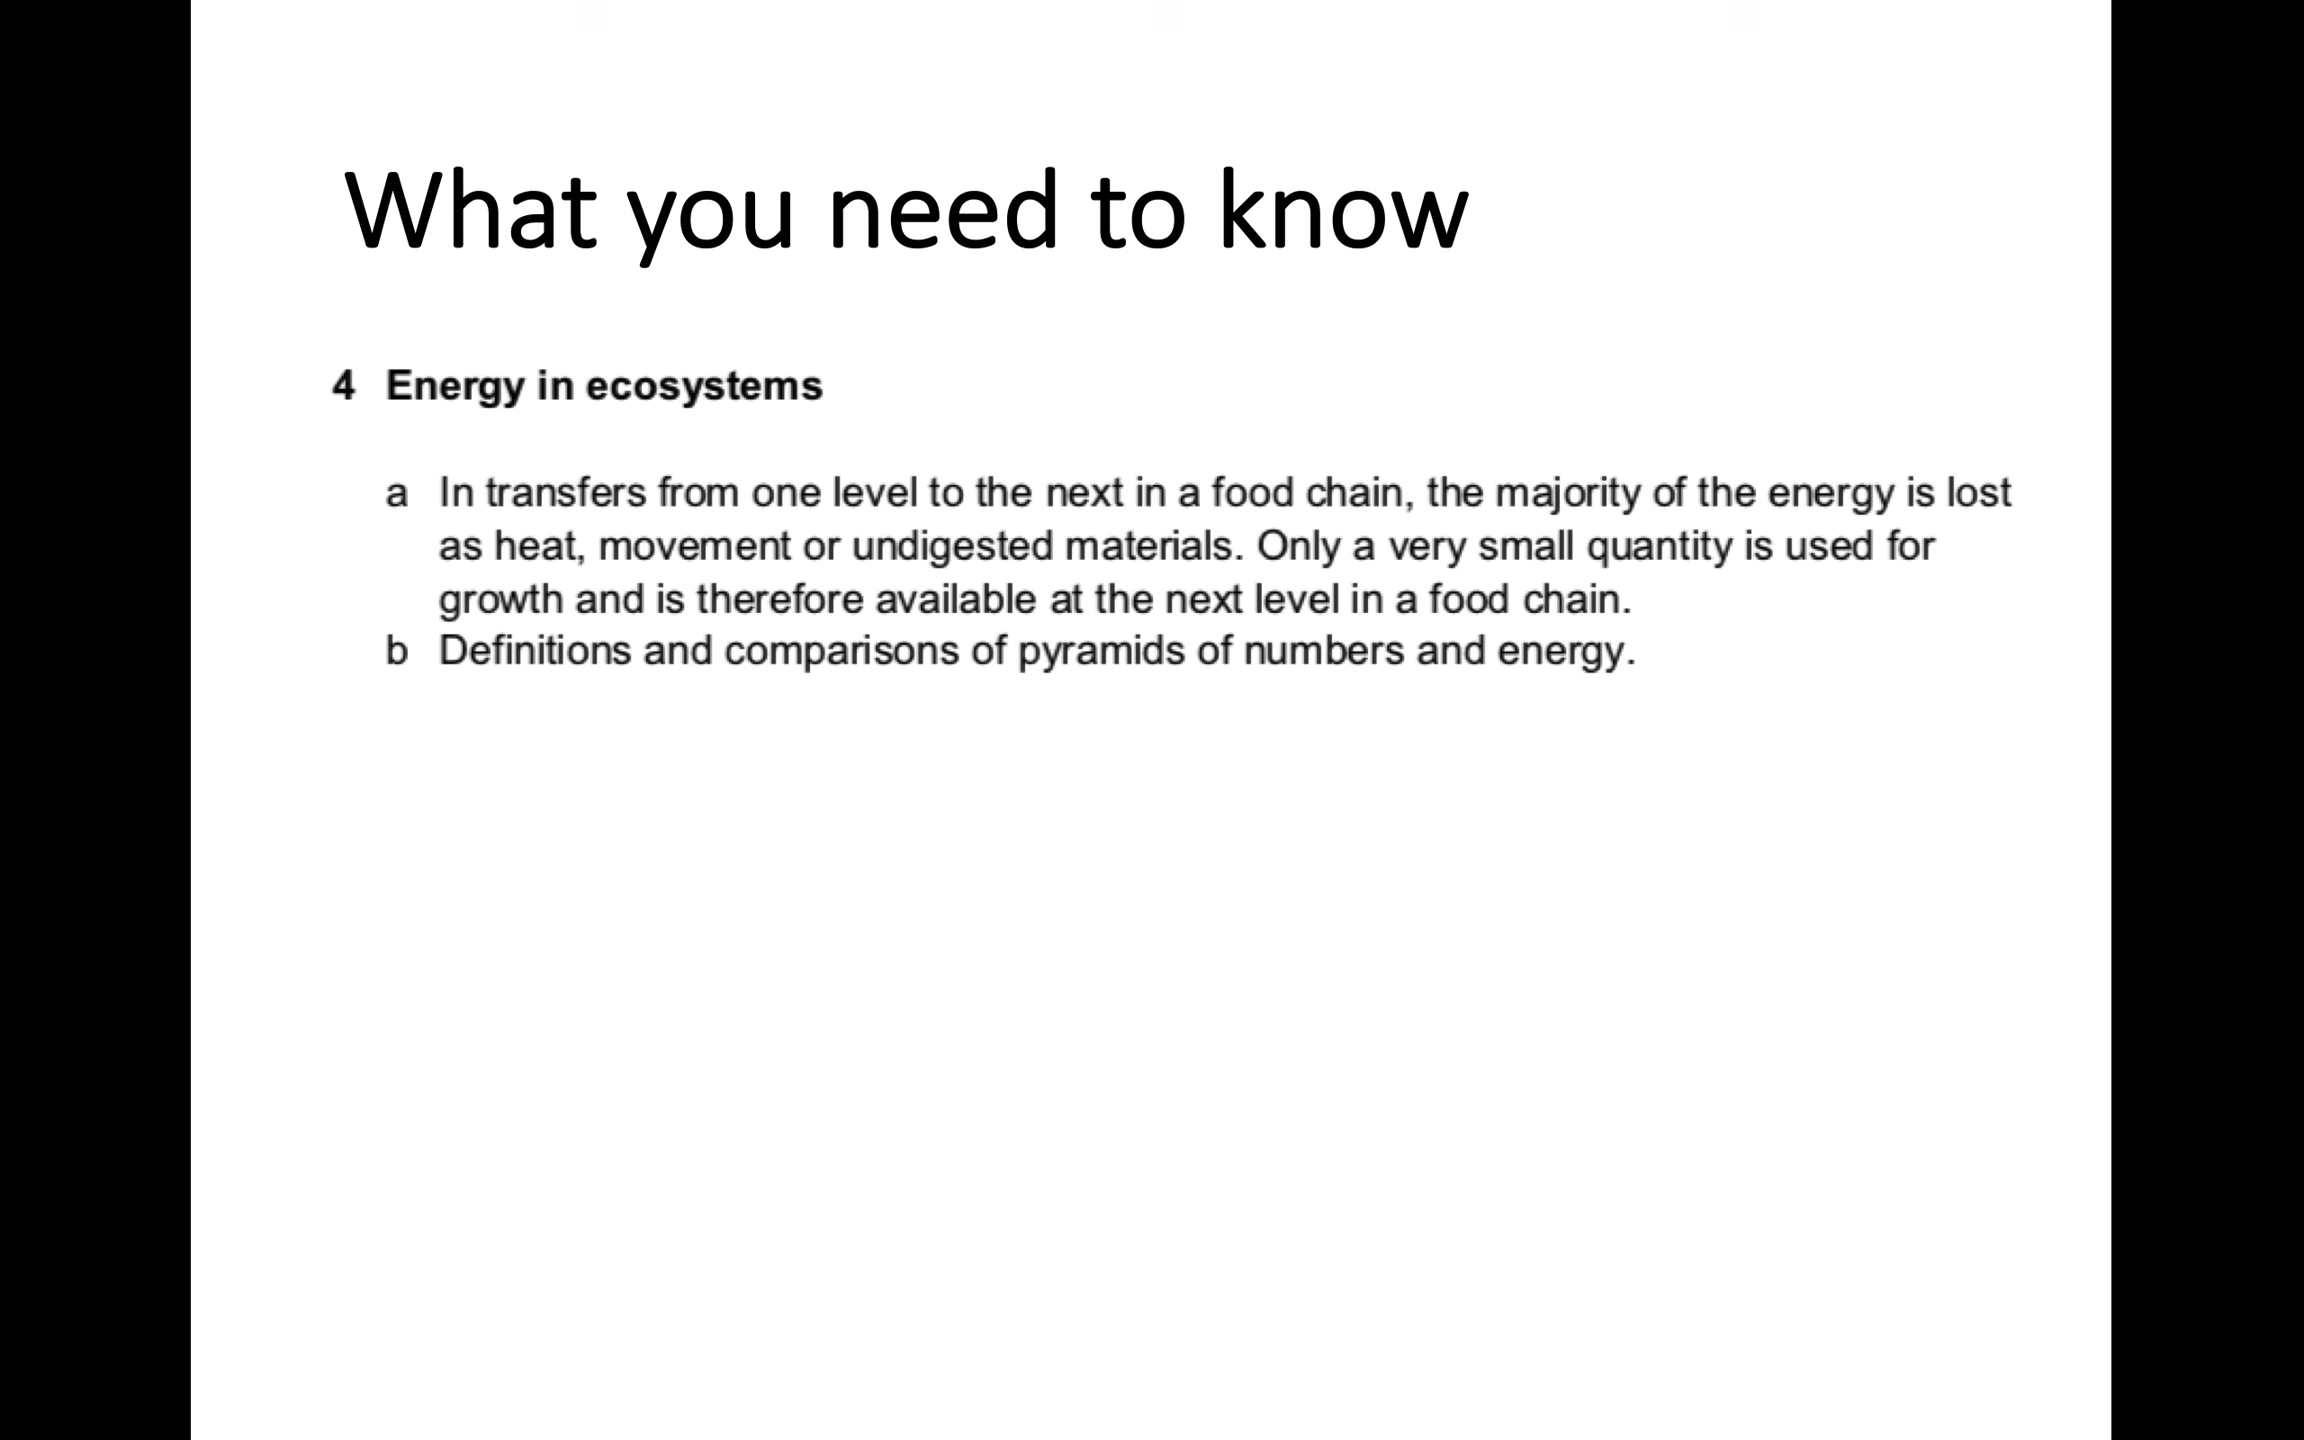 What you need to know
4 Energy in ecosystems
a In transfers from one level to the next in a food chain, the majority of the energy is lost
as heat, movement or undigested materials. Only a very small quantity is used for
growth and is therefore available at the next level in a food chain.
b Definitions and comparisons of pyramids of numbers and energy.